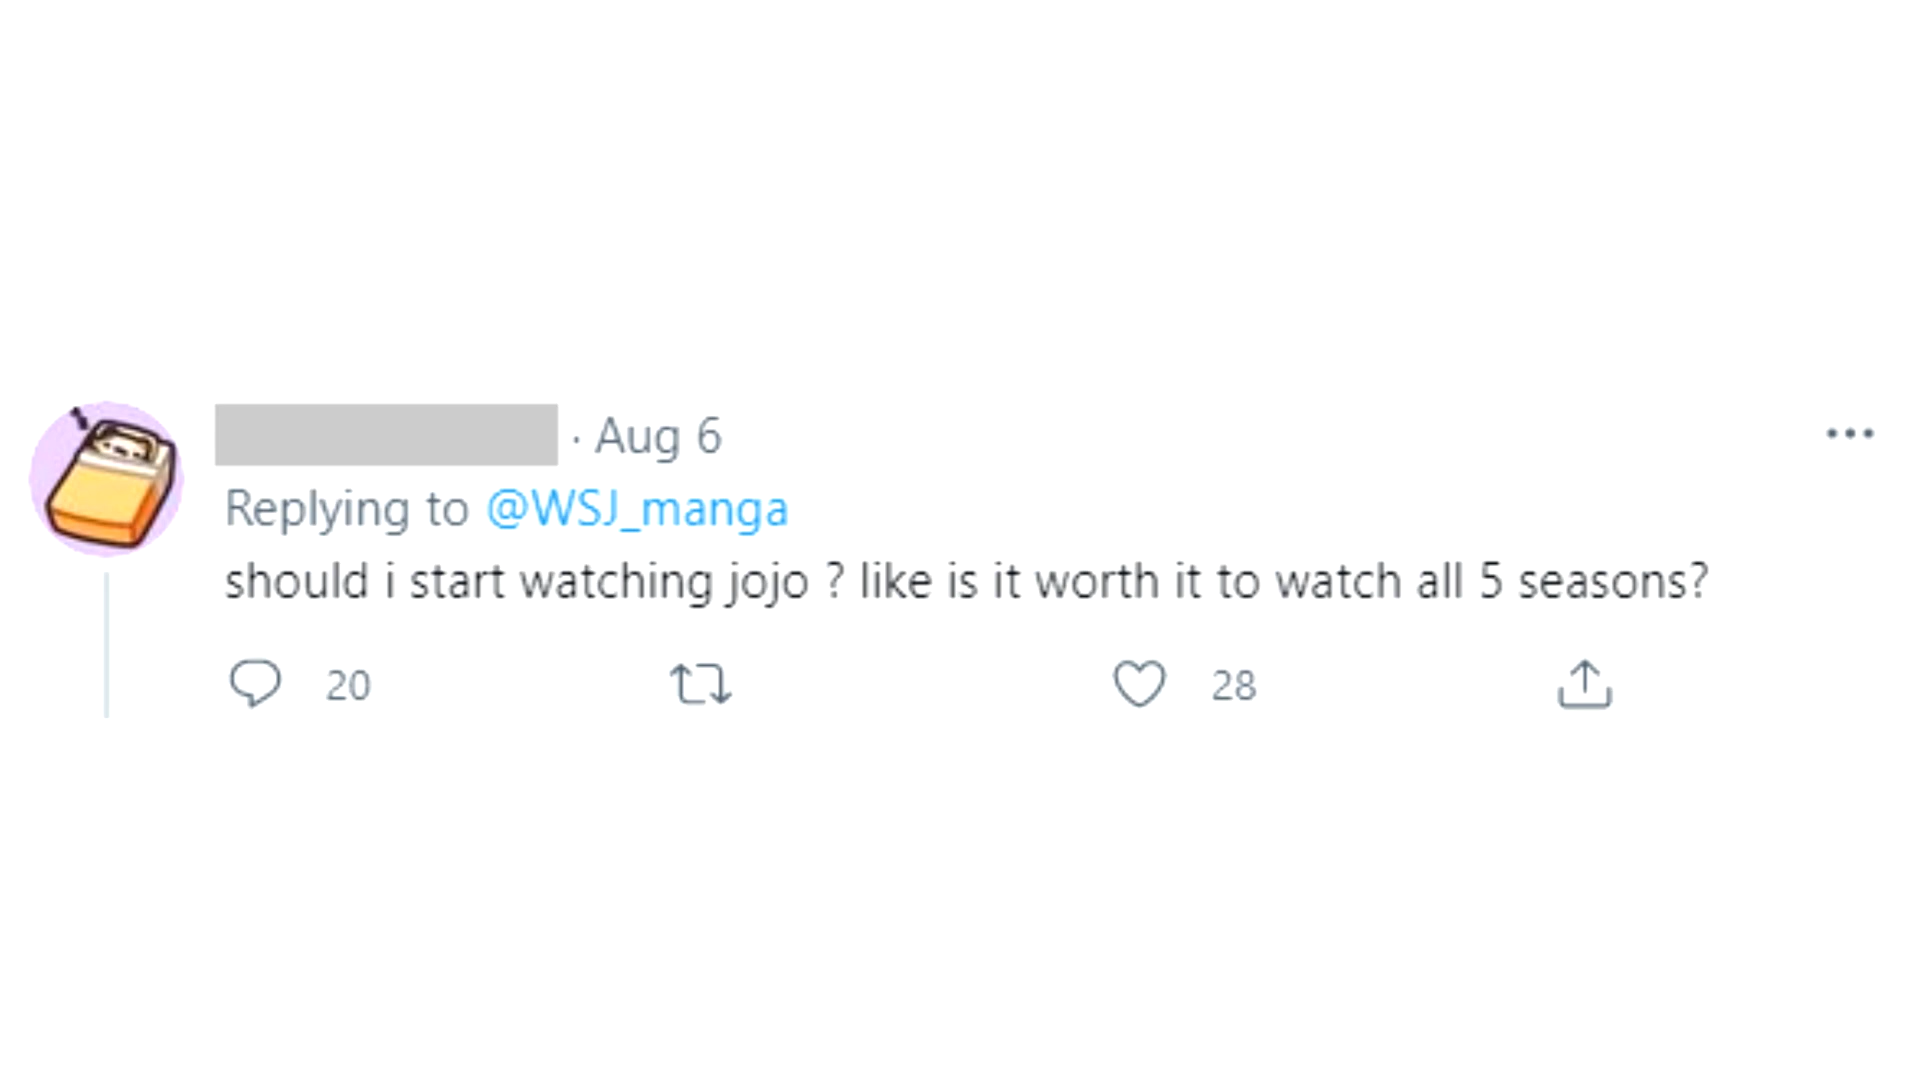 · Aug 6
Replying to @WSJ_manga
should i start watching jojo ? like is it worth it to watch all 5 seasons?
20 28